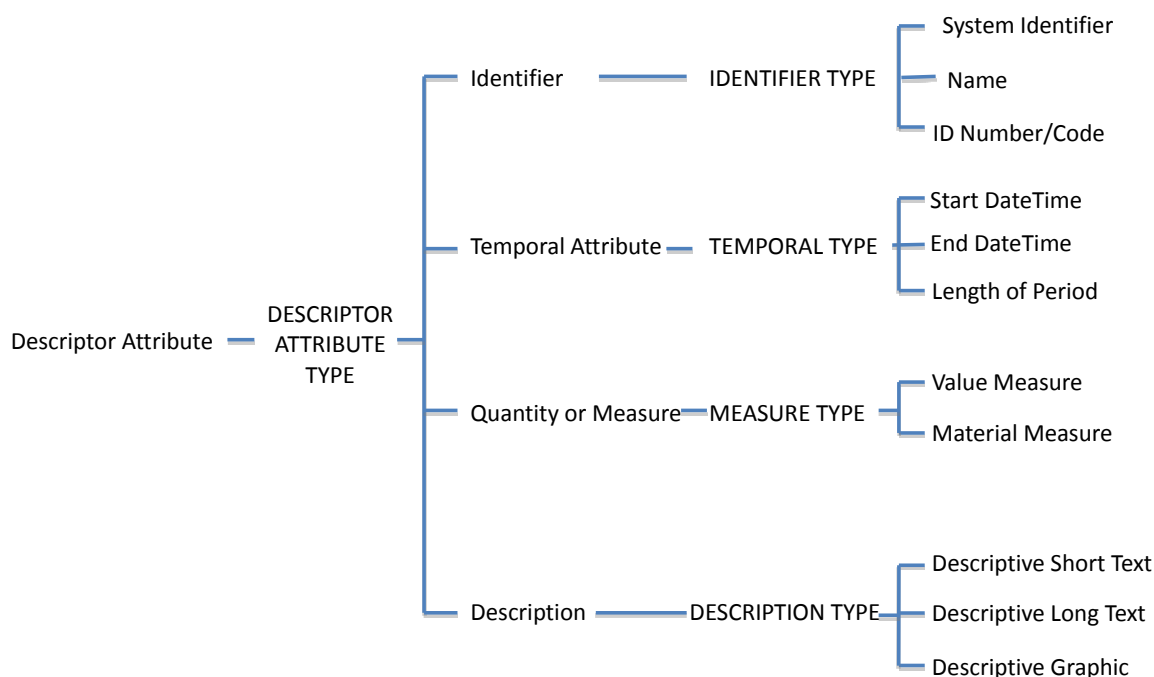 System Identifier
Identifier
IDENTIFIER TYPE
Name
ID Number/Code
Start DateTime
Temporal Attribute
TEMPORAL TYPE
End DateTime
Length of Period
Descriptor Attribute
DESCRIPTOR
ATTRIBUTE
TYPE
Value Measure
Quantity or Measure
MEASURE TYPE
Material Measure
Descriptive Short Text
Description
DESCRIPTION TYPE
Descriptive Long Text
Descriptive Graphic